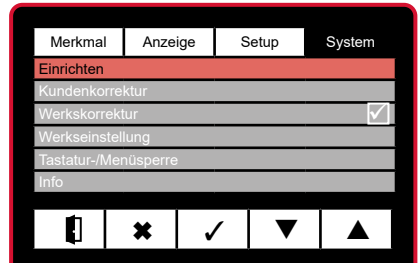 Merkmal Anzeige Setup System
Einrichten
Kundenkorrektur
Werkskorrektur
Werkseinstellung
Tastatur-/Menüsperre
Info